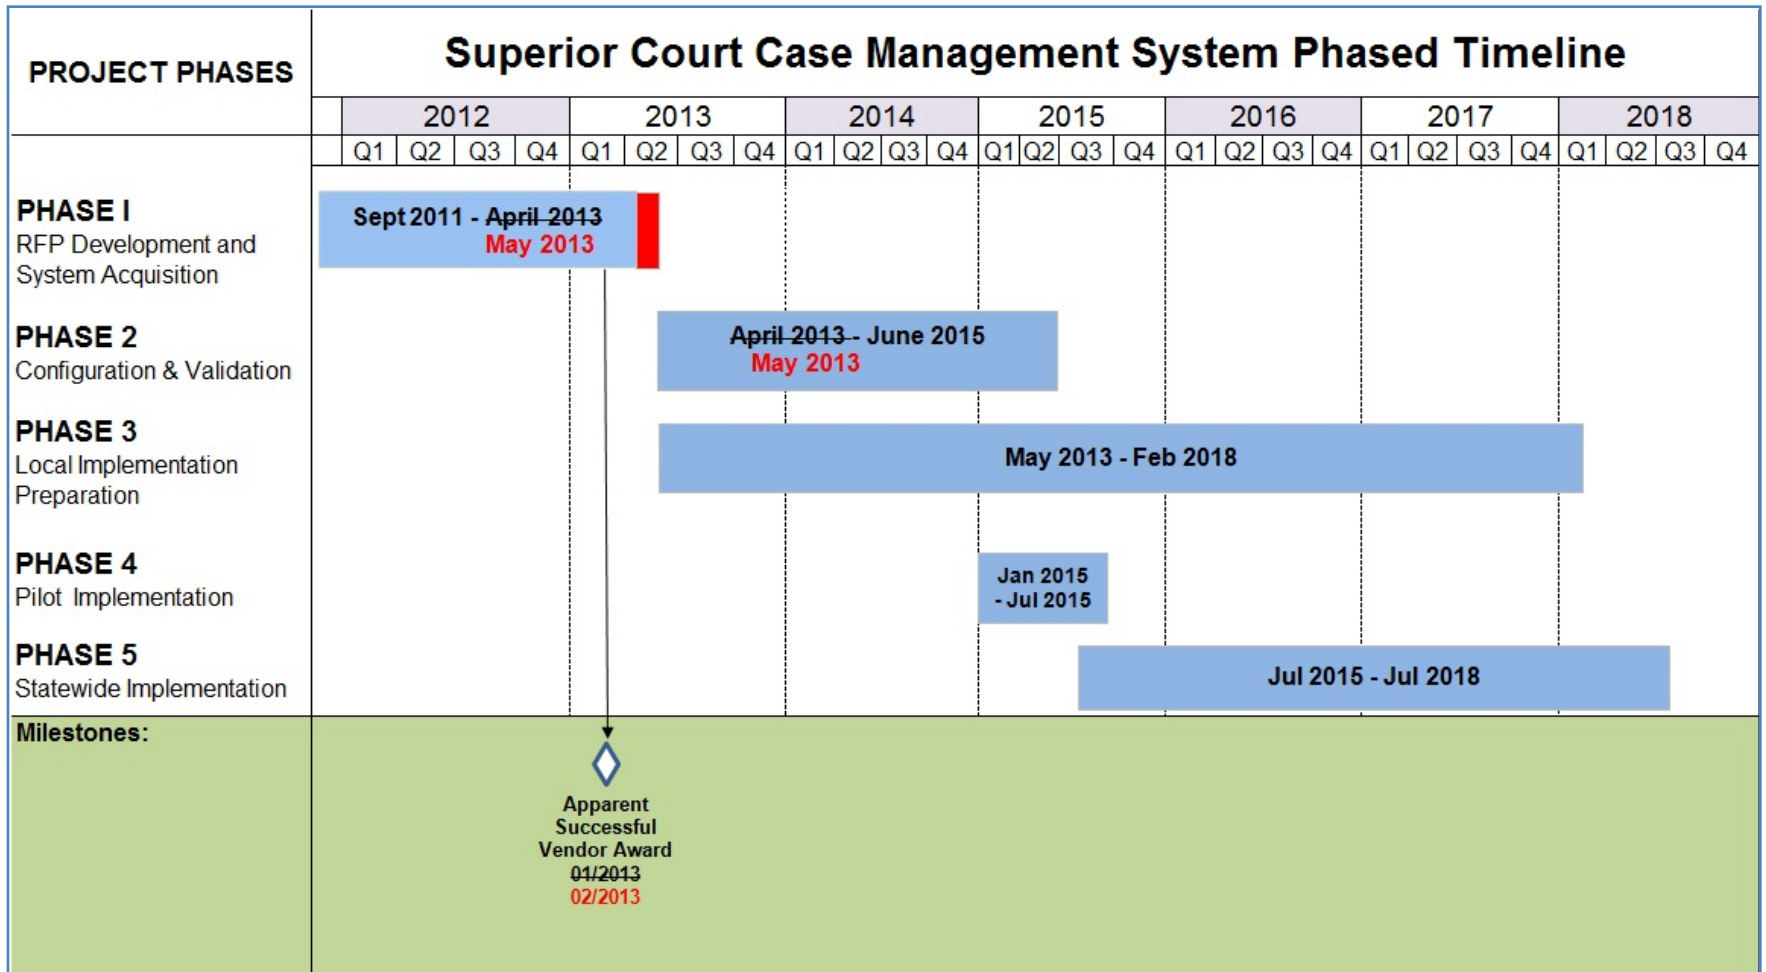 PROJECT PHASES
Superior Court Case Management System Phased Timeline
2012 2013 2014 2015 2016 2017 2018
Q1 Q2 Q3 Q4 Q1 Q2 Q3 Q4 Q1 Q2 Q3 Q4 Q1 Q2 Q3 Q4 Q1 Q2 Q3 Q4 Q1 Q2 Q3 Q4 Q1 Q2 Q3 Q4
PHASE I
RFP Development and
System Acquisition
Sept 2011 - April 2013
May 2013
PHASE 2
Configuration & Validation
April 2013 - June 2015
May 2013
PHASE 3
Local Implementation
Preparation
May 2013 - Feb 2018
PHASE 4
Pilot Implementation
Jan 2015
- Jul 2015
PHASE 5
Statewide Implementation
Jul 2015 - Jul 2018
Milestones:
Apparent
Successful
Vendor Award
01/2013
02/2013